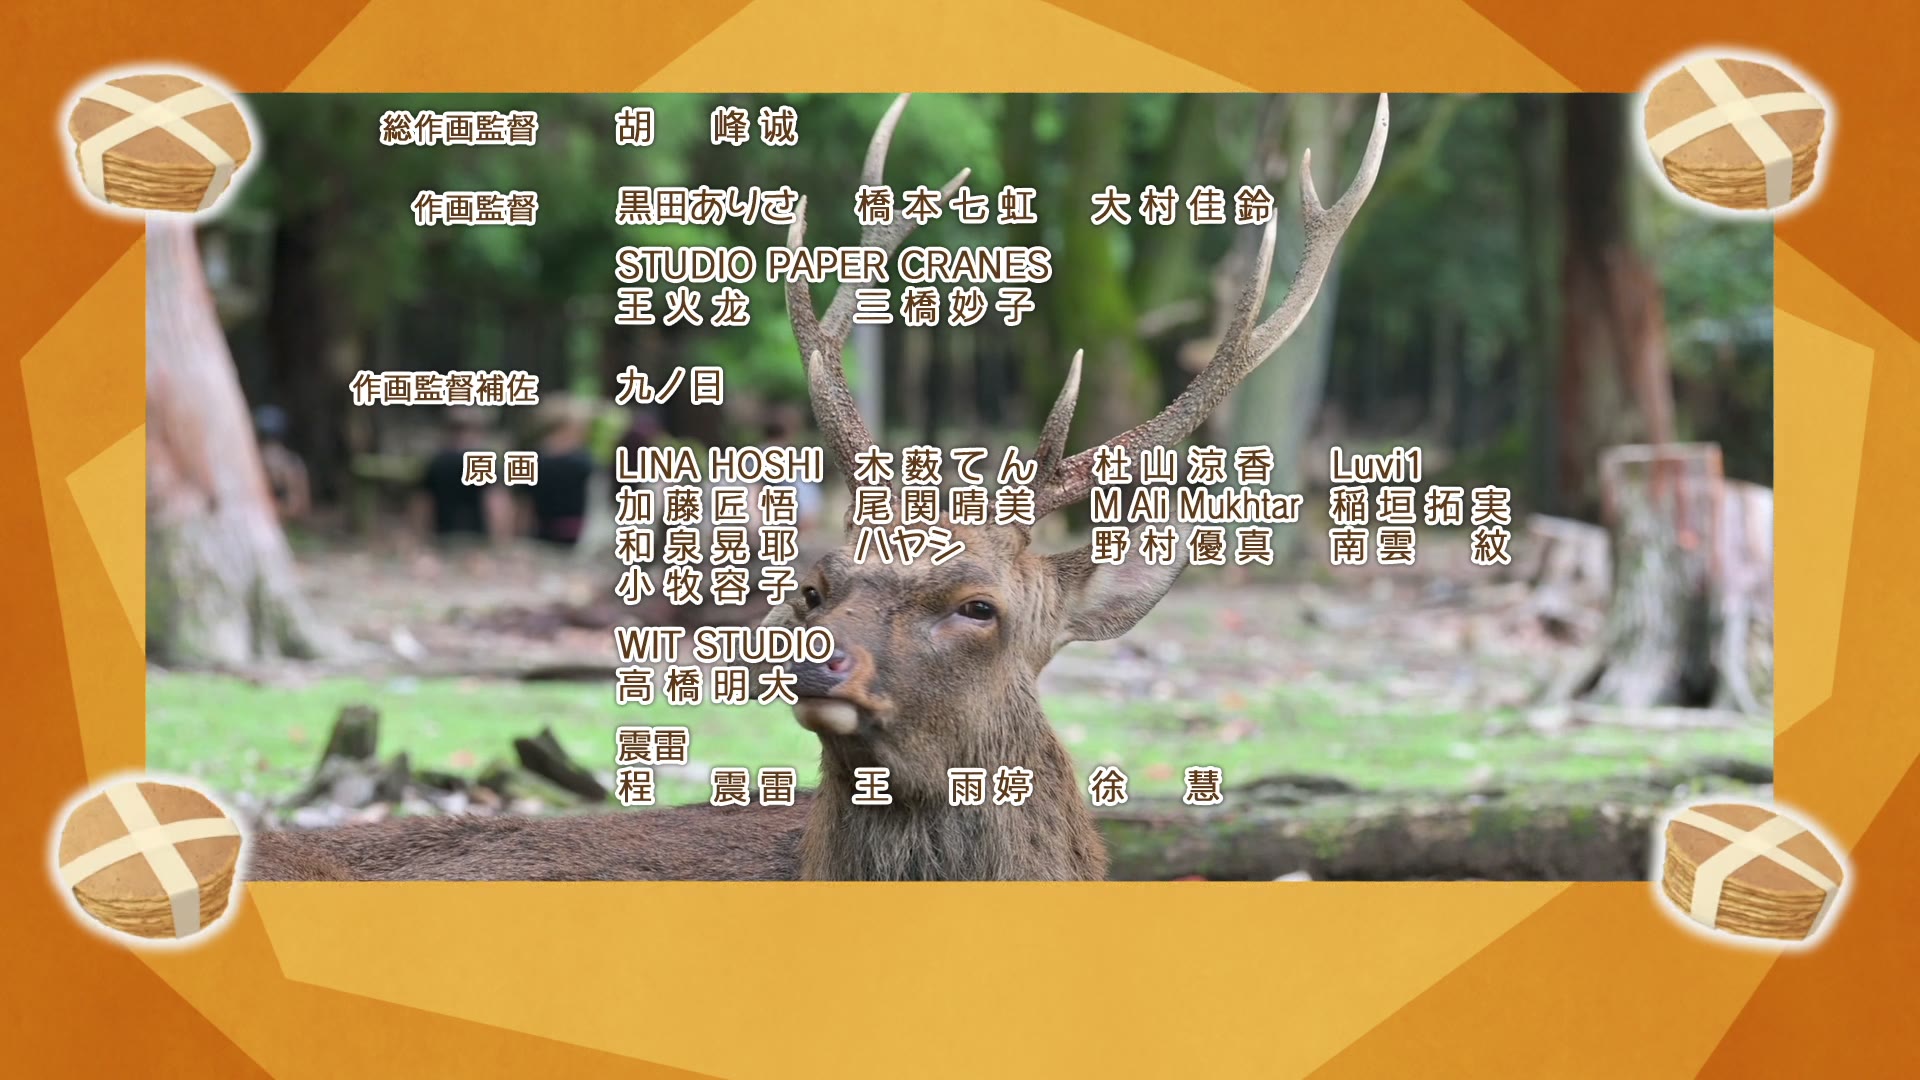 総作画監督 胡 峰诚
作画監督 黒田ありさ 橋本七虹 大村佳鈴
STUDIO PAPER CRANES
王火龙 三橋妙子
作画監督補佐 九ノ日
原画 LINA HOSHI 木薮てん 杜山涼香 Luvi1
加藤匠悟 尾関晴美 M Ali Mukhtar 稲垣拓実
和泉晃耶 ハヤシ 野村優真 南雲 紋
小牧容子
WIT STUDIO
高橋明大
震雷
程 震雷 王 雨婷 徐 慧